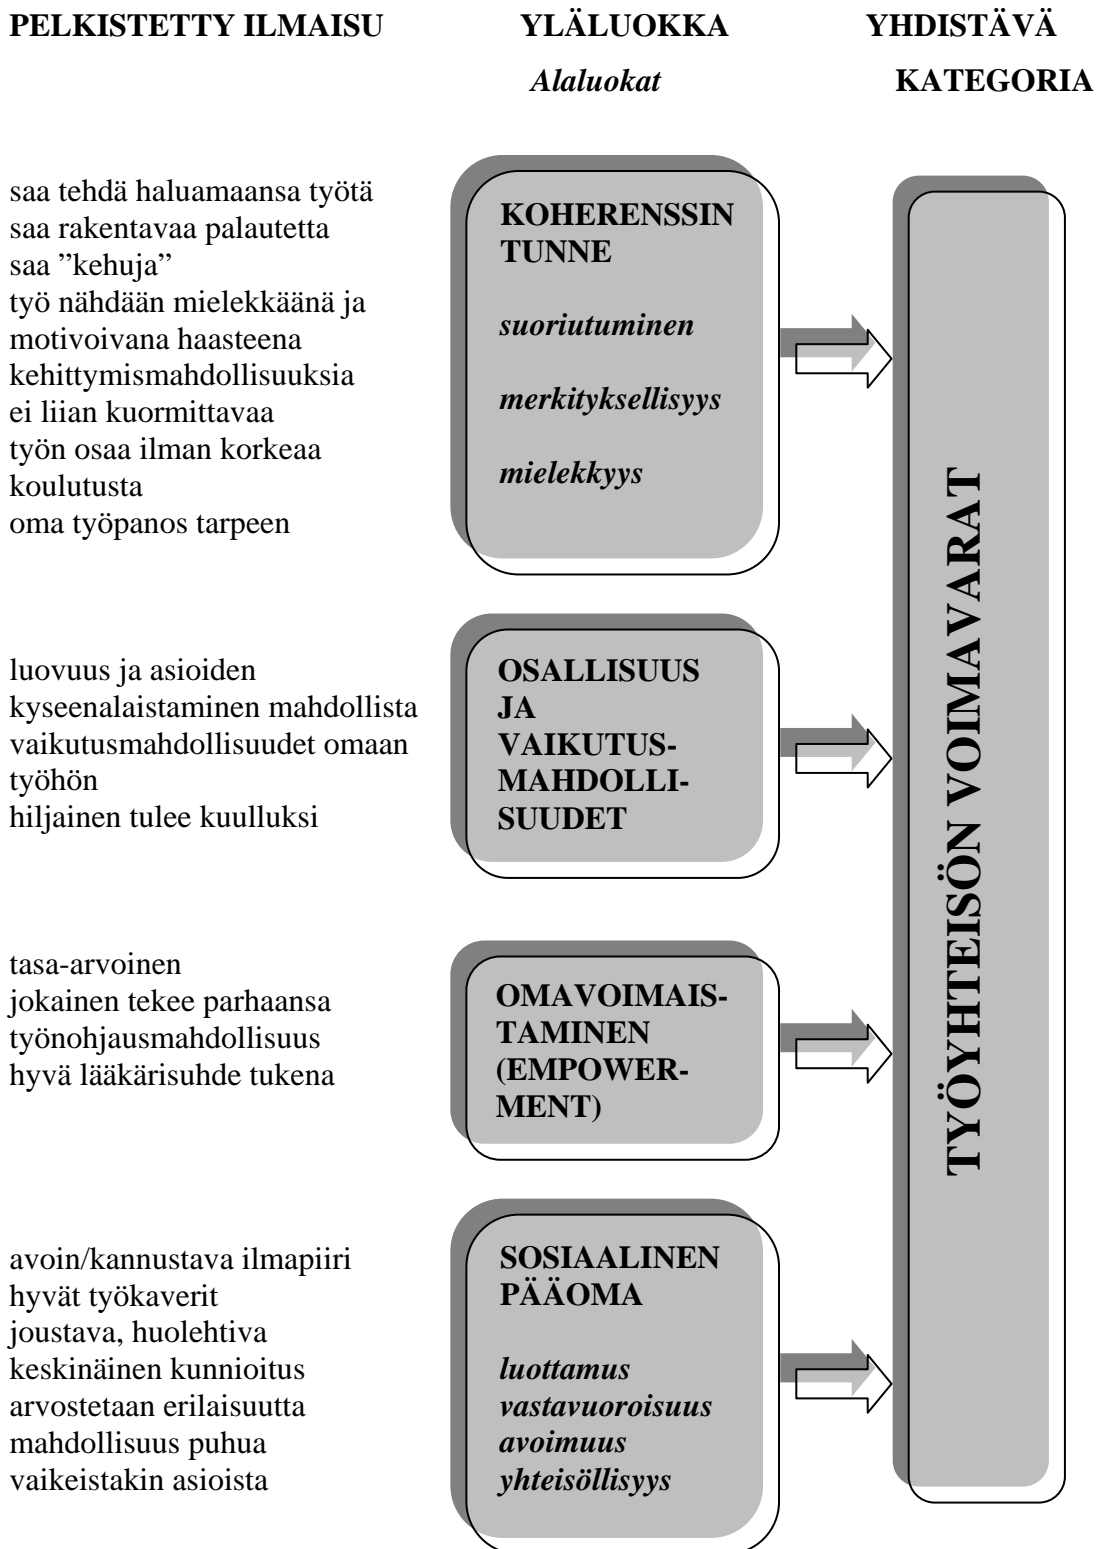 PELKISTETTY ILMAISU
YLÄLUOKKA
YHDISTÄVÄ
Alaluokat
KATEGORIA
saa tehdä haluamaansa työtä
saa rakentavaa palautetta
saa ”kehuja”
työ nähdään mielekkäänä ja
motivoivana haasteena
kehittymismahdollisuuksia
ei liian kuormittavaa
työn osaa ilman korkeaa
koulutusta
oma työpanos tarpeen
KOHERENSSIN
TUNNE
suoriutuminen
merkityksellisyys
mielekkyys
luovuus ja asioiden
kyseenalaistaminen mahdollista
vaikutusmahdollisuudet omaan
työhön
hiljainen tulee kuulluksi
OSALLISUUS
JA
VAIKUTUS-
MAHDOLLI-
SUUDET
tasa-arvoinen
jokainen tekee parhaansa
työnohjausmahdollisuus
hyvä lääkärisuhde tukena
OMAVOIMAIS-
TAMINEN
(EMPOWER-
MENT)
avoin/kannustava ilmapiiri
hyvät työkaverit
joustava, huolehtiva
keskinäinen kunnioitus
arvostetaan erilaisuutta
mahdollisuus puhua
vaikeistakin asioista
SOSIAALINEN
PÄÄOMA
luottamus
vastavuoroisuus
avoimuus
yhteisöllisyys
TYÖYHTEISÖN VOIMAVARAT